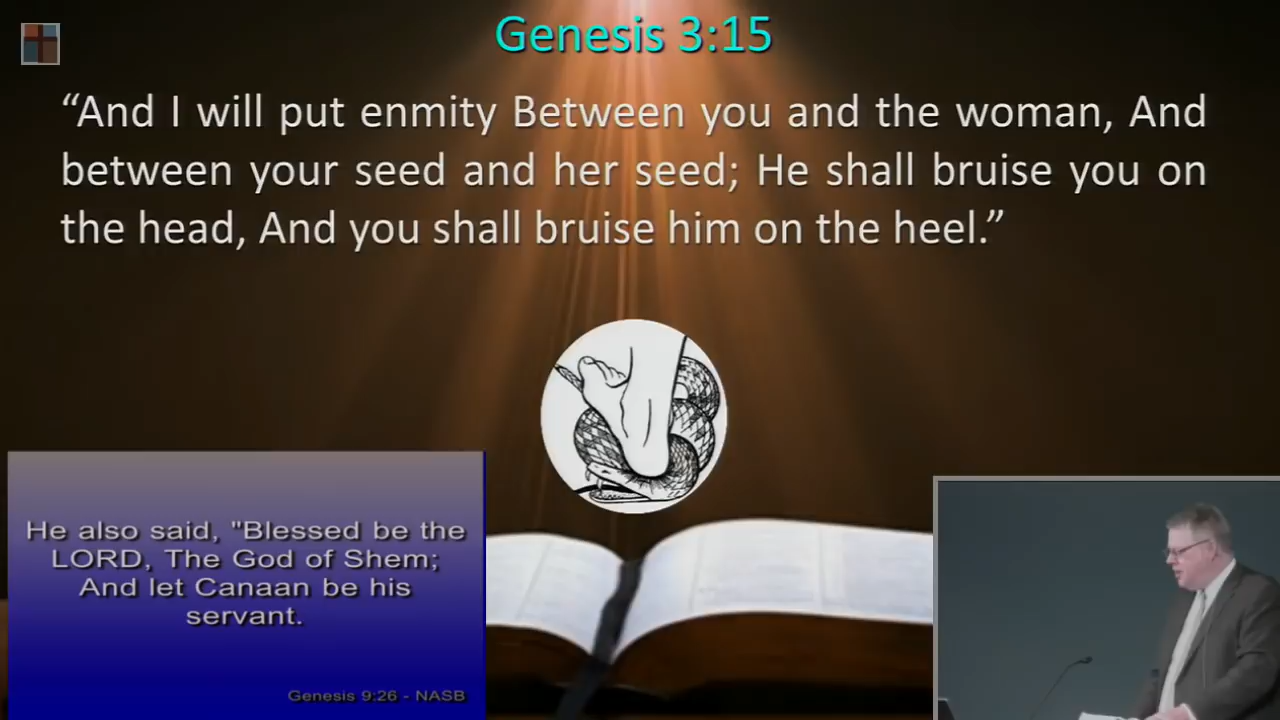 Genesis 3:15
“And I will put enmity Between you and the woman, And
between your seed and her seed; He shall bruise you on
the head, And you shall bruise him on the heel.”
He also said, "Blessed be the
LORD, The God of Shem;
And let Canaan be his
servant.
Genesis 9:26 - NASB